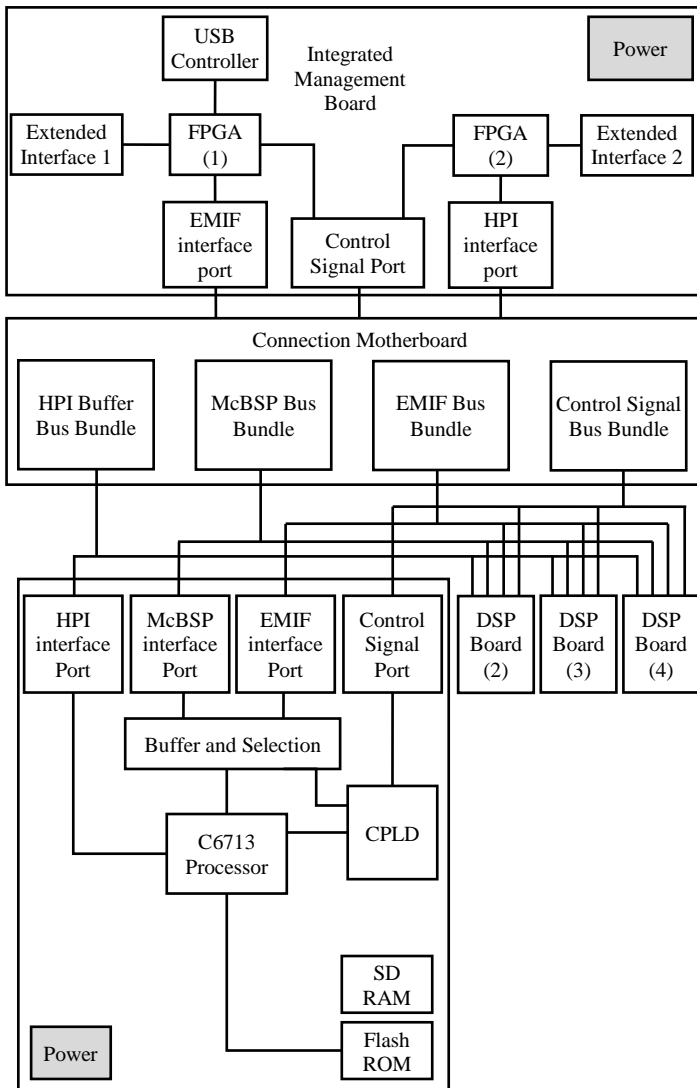 USB
Controller
Integrated
Management
Board
Power
Extended
Interface 1
FPGA
(1)
FPGA
(2)
Extended
Interface 2
EMIF
interface
port
Control
Signal Port
HPI
interface
port
Connection Motherboard
HPI Buffer
Bus Bundle
McBSP Bus
Bundle
EMIF Bus
Bundle
Control Signal
Bus Bundle
HPI
interface
Port
McBSP
interface
Port
EMIF
interface
Port
Control
Signal
Port
DSP
Board
(2)
DSP
Board
(3)
DSP
Board
(4)
Buffer and Selection
C6713
Processor
CPLD
SD
RAM
Flash
ROM
Power